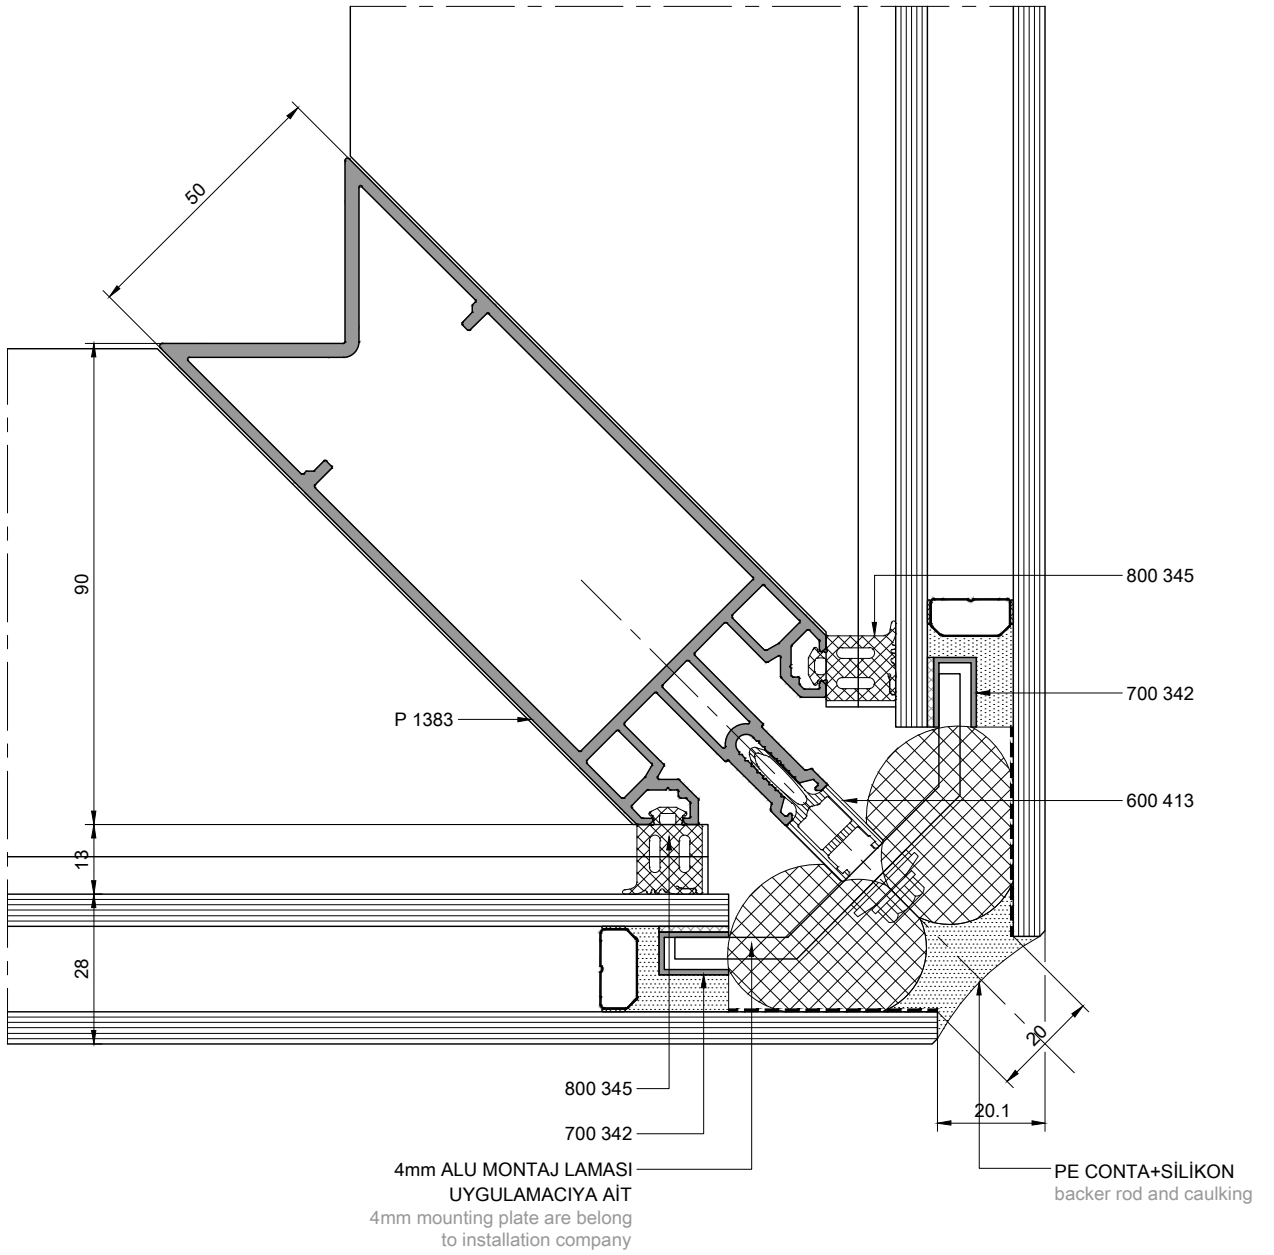 50
90
800 345
700 342
P 1383
600 413
13
28
20
20.1
800 345
700 342
4mm ALU MONTAJ LAMASI
UYGULAMACIYA AİT
4mm mounting plate are belong
to installation company
PE CONTA+SİLİKON
backer rod and caulking